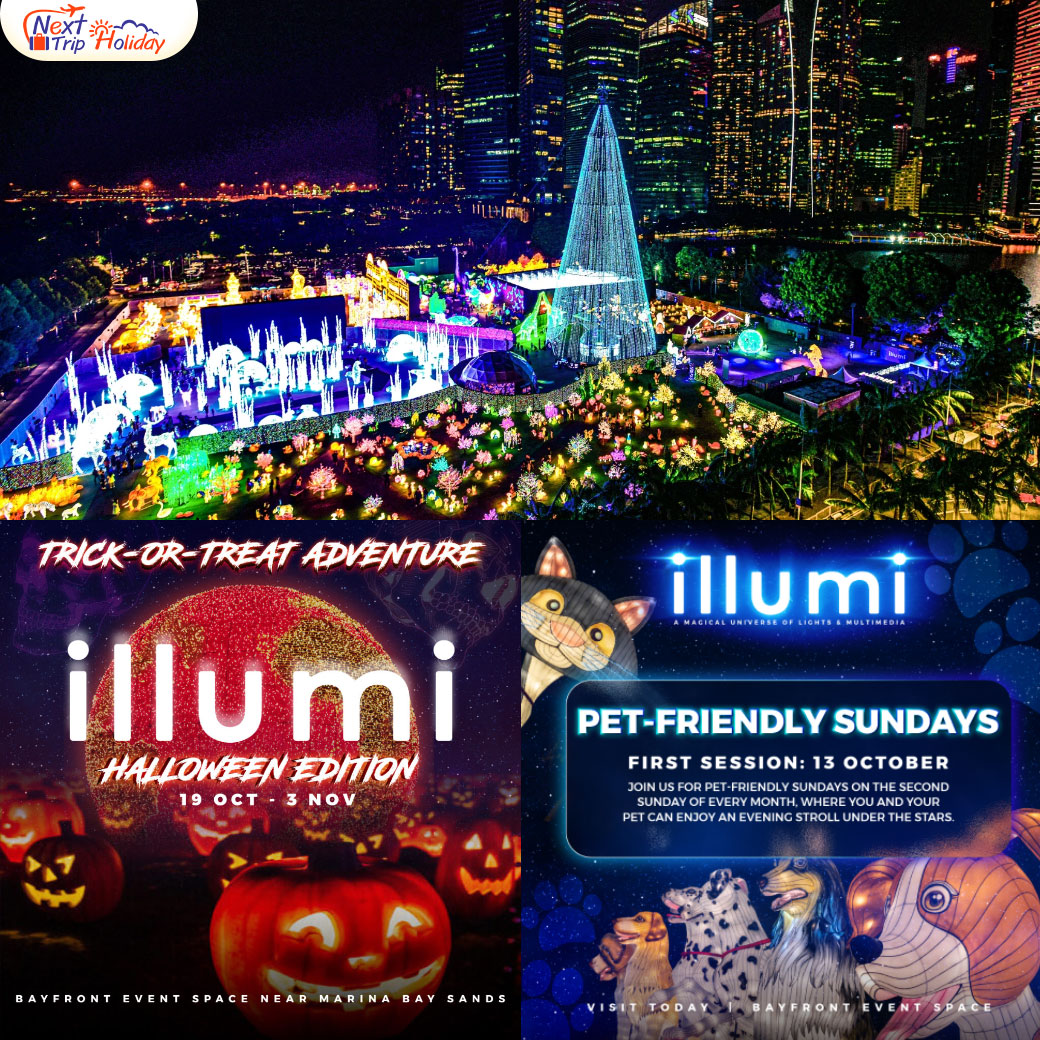 Next
Trip Holiday
illumi
TRICK-OR-TREAT ADVENTURE
illumi
HALLOWEEN EDITION
19 OCT - 3 NOV
BAYFRONT EVENT SPACE NEAR MARINA BAY SANDS
illumi
A MAGICAL UNIVERSE OF LIGHTS & MULTIMEDIA
PET-FRIENDLY SUNDAYS
FIRST SESSION: 13 OCTOBER
JOIN US FOR PET-FRIENDLY SUNDAYS ON THE SECOND
SUNDAY OF EVERY MONTH, WHERE YOU AND YOUR
PET CAN ENJOY AN EVENING STROLL UNDER THE STARS.
VISIT TODAY | BAYFRONT EVENT SPACE